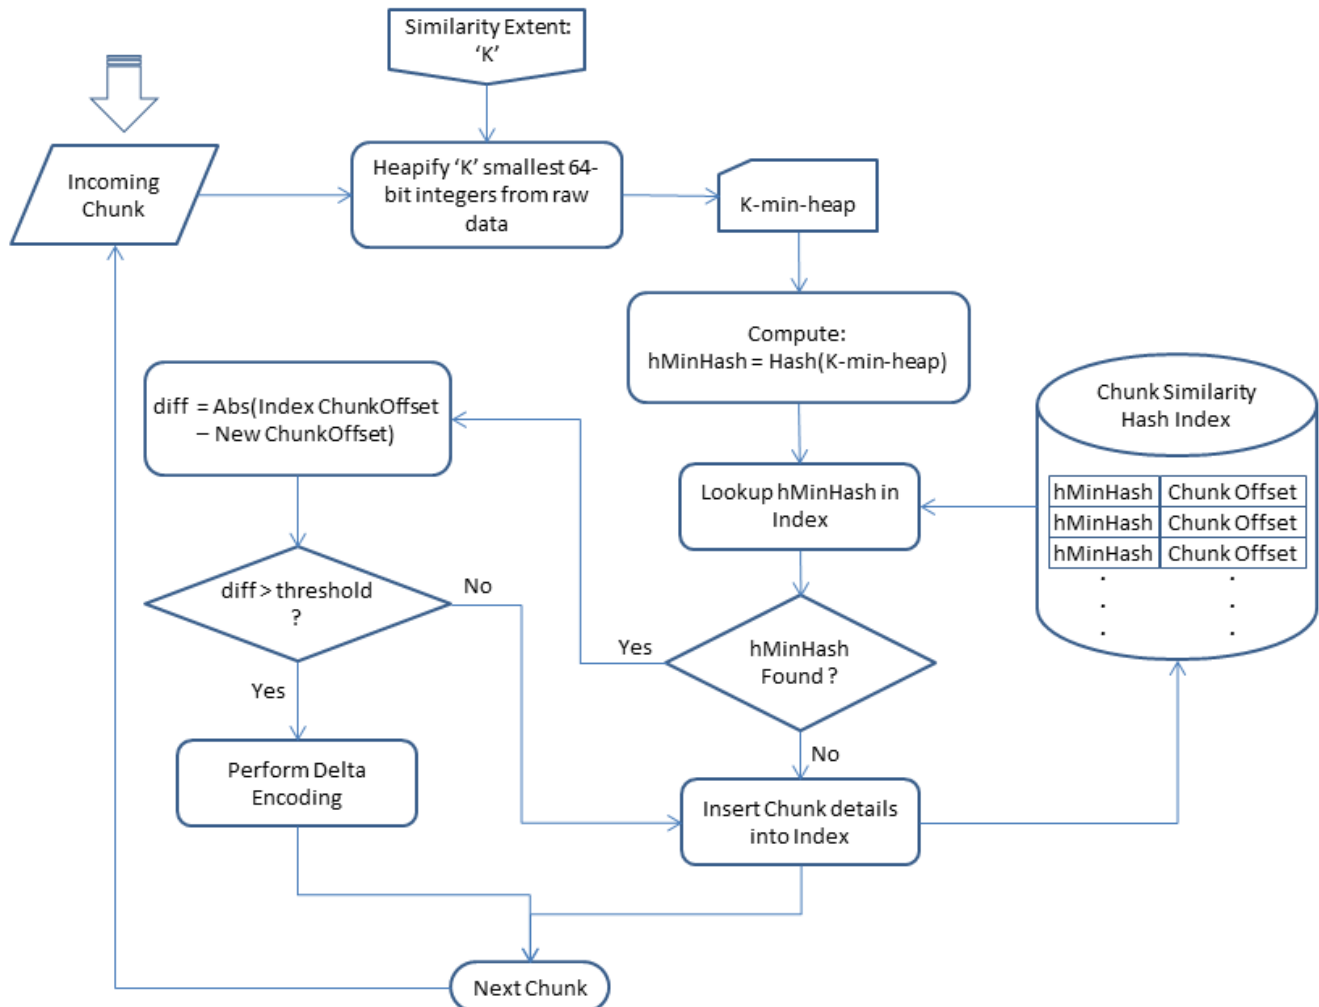 Similarity Extent:
‘K’
Incoming
Chunk
Heapify ‘K’ smallest 64-
bit integers from raw
data
K-min-heap
Compute:
hMinHash = Hash(K-min-heap)
diff = Abs(Index ChunkOffset
– New ChunkOffset)
Chunk Similarity
Hash Index
Lookup hMinHash in
Index
hMinHash Chunk Offset
hMinHash Chunk Offset
hMinHash Chunk Offset
. .
. .
. .
diff > threshold
?
No
Yes
hMinHash
Found ?
Yes
No
Perform Delta
Encoding
Insert Chunk details
into Index
Next Chunk